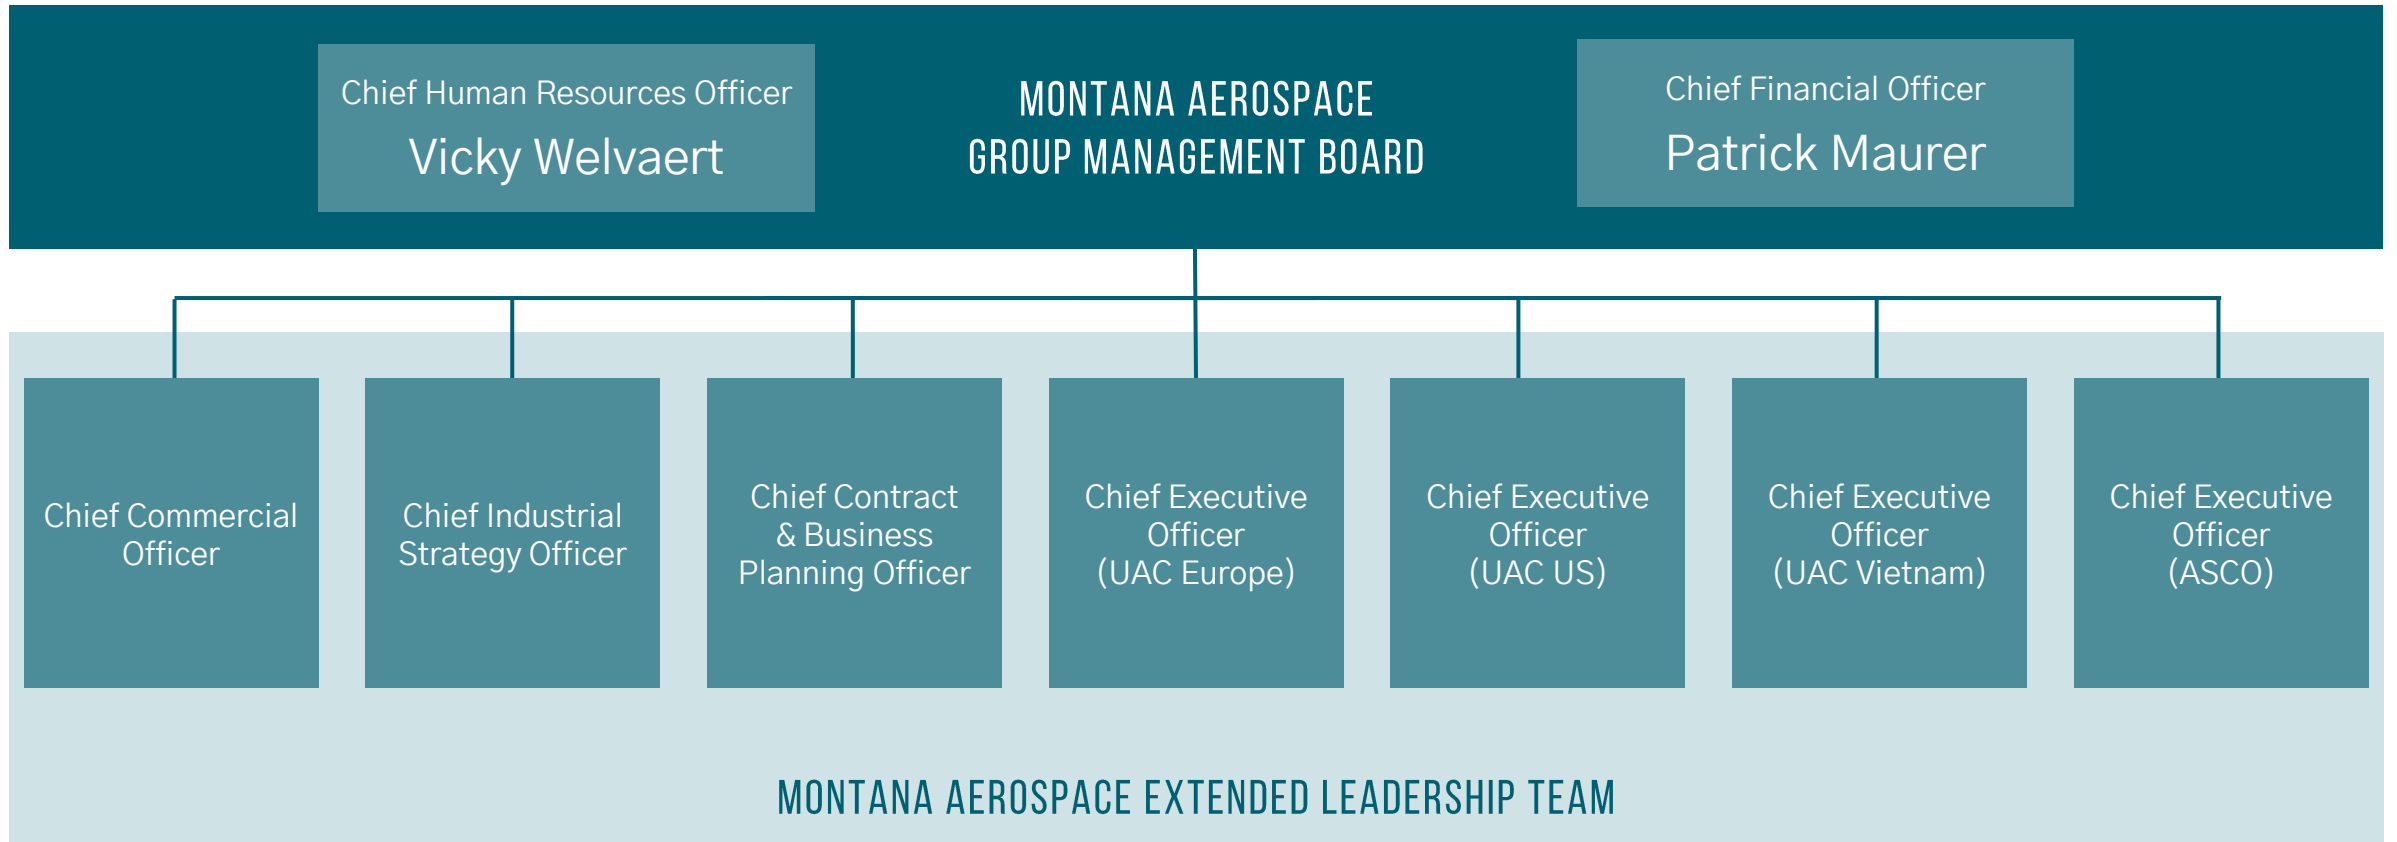 Chief Human Resources Officer
Vicky Welvaert
MONTANA AEROSPACE
GROUP MANAGEMENT BOARD
Chief Financial Officer
Patrick Maurer
Chief Commercial
Officer
Chief Industrial
Strategy Officer
Chief Contract
& Business
Planning Officer
Chief Executive
Officer
(UAC Europe)
Chief Executive
Officer
(UAC US)
Chief Executive
Officer
(UAC Vietnam)
Chief Executive
Officer
(ASCO)
MONTANA AEROSPACE EXTENDED LEADERSHIP TEAM